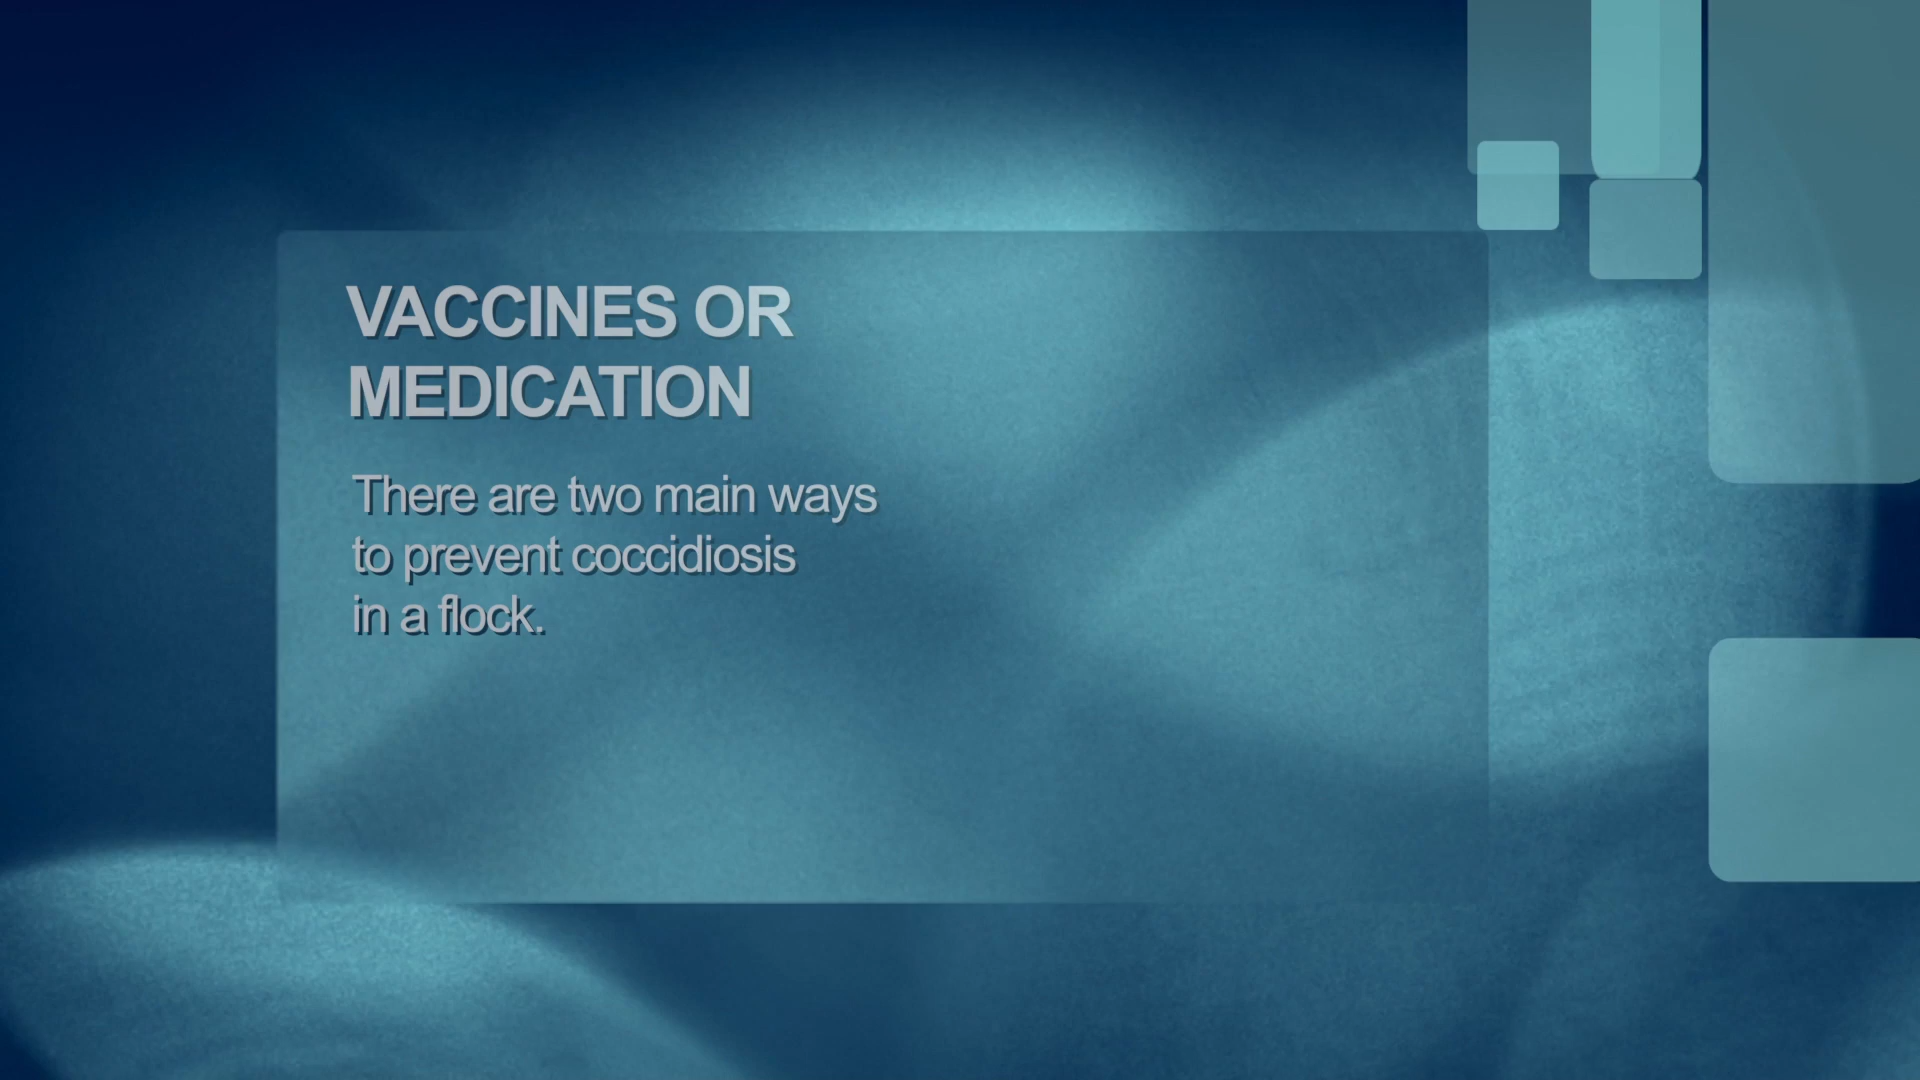 VACCINES OR
MEDICATION
There are two main ways
to prevent coccidiosis
in a flock.